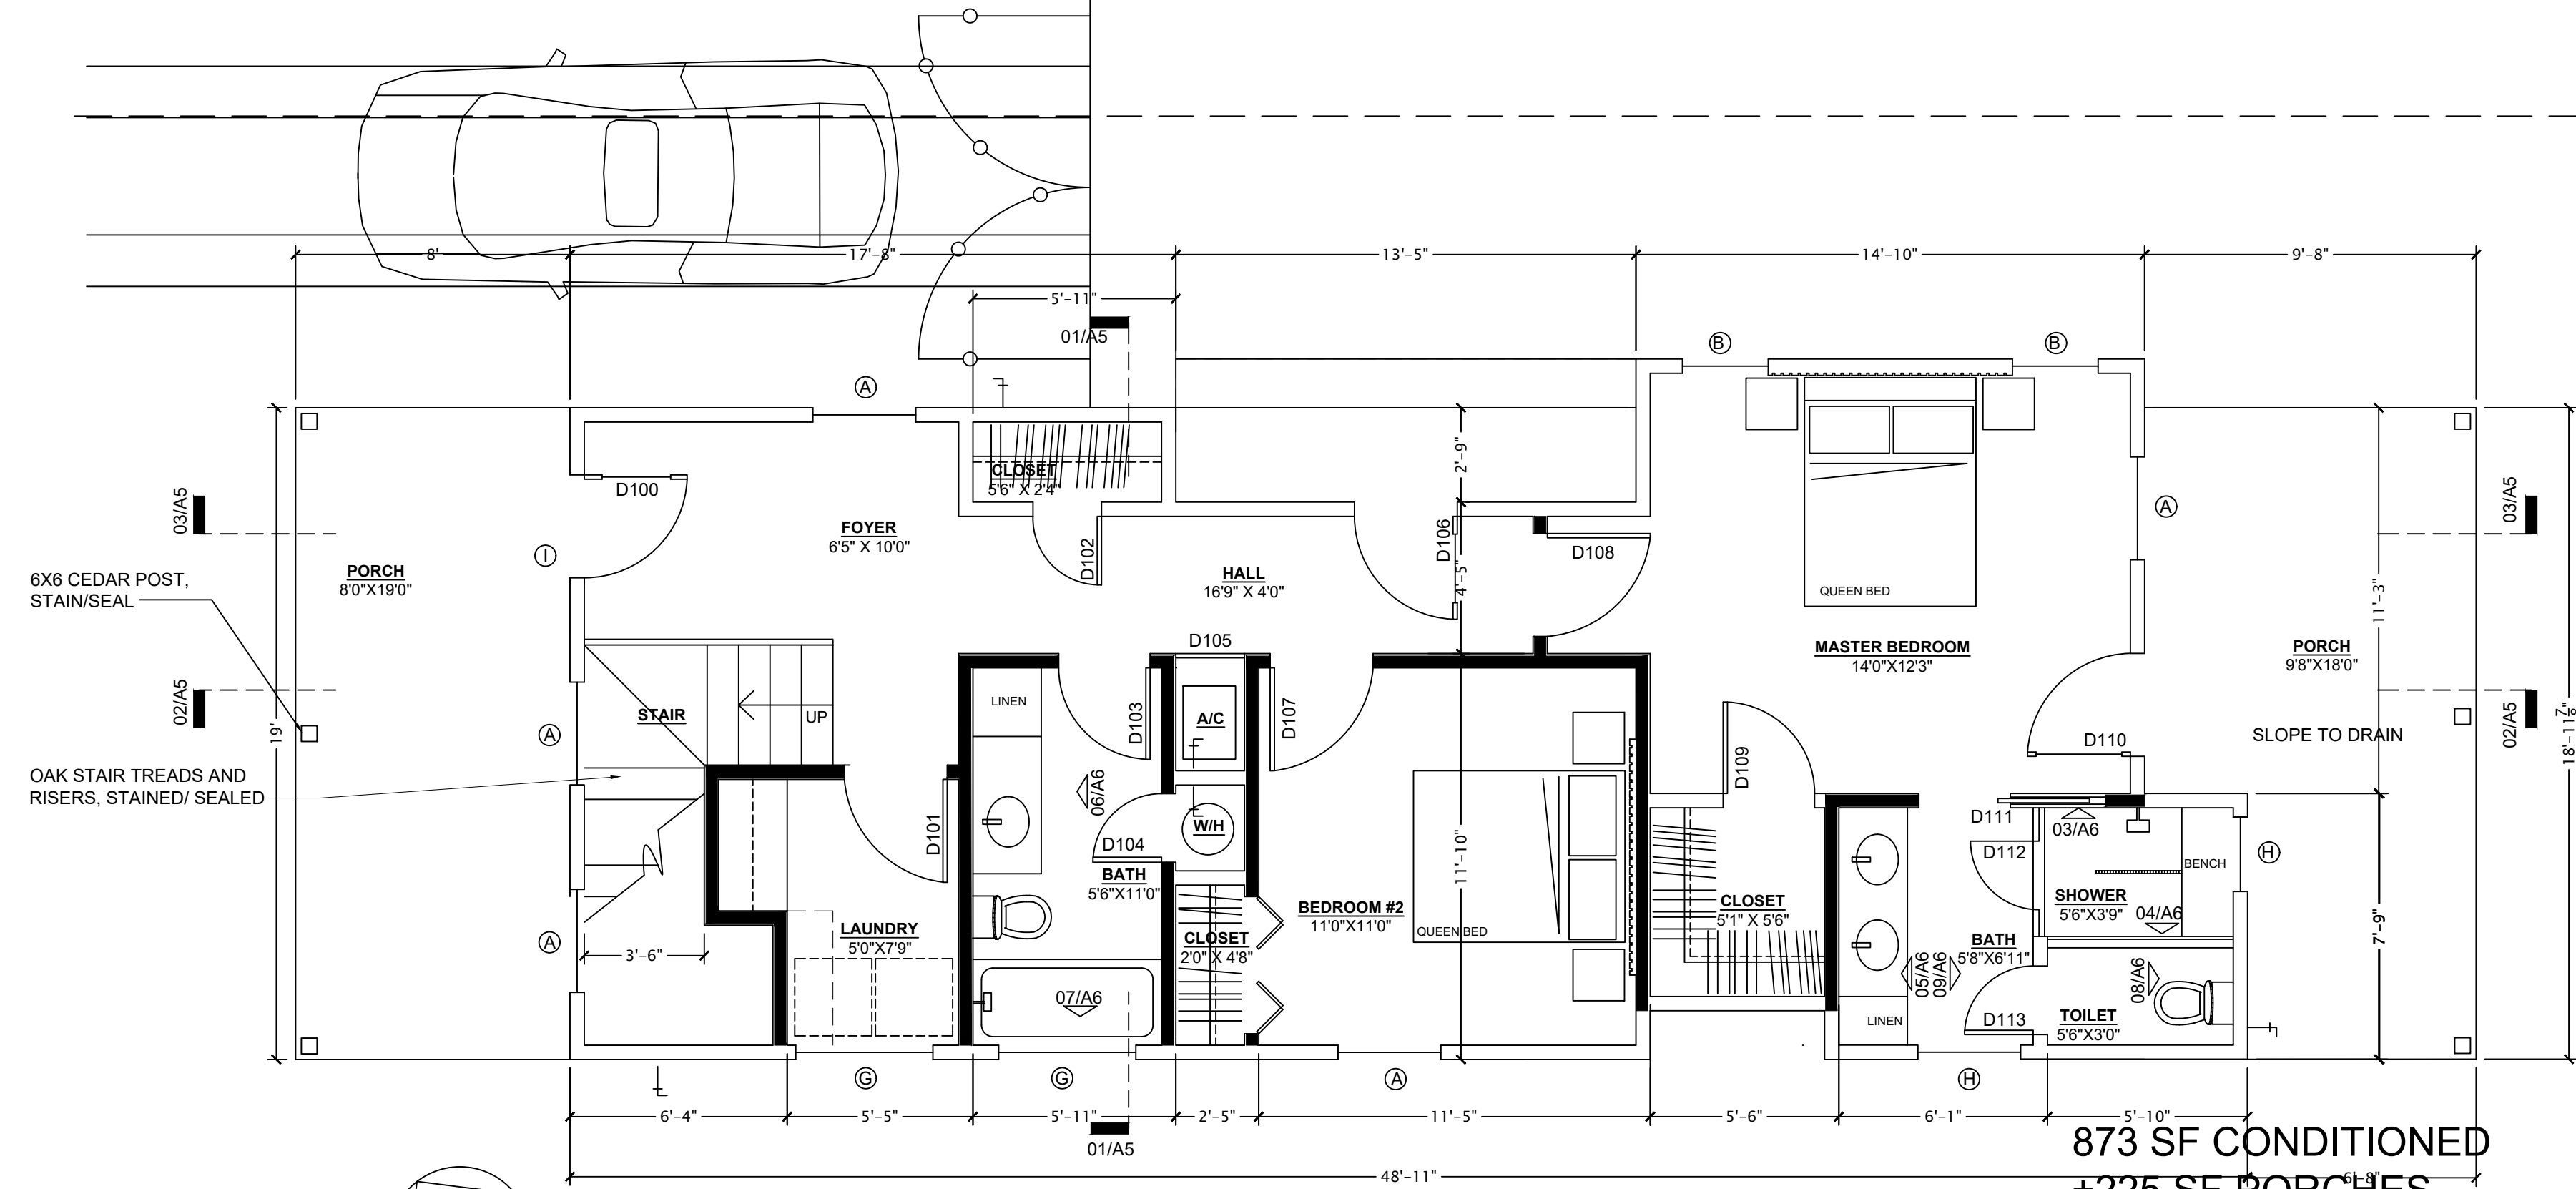 8'
17'-8"
13'-5"
14'-10"
9'-8"
5'-11"
01/A5
A
B
B
2'-9"
CLOSET
5'6" X 2'4"
D100
FOYER
6'5" X 10'0"
D102
HALL
16'9" X 4'0"
D106
4'-5"
D108
QUEEN BED
A
03/A5
03/A5
I
6X6 CEDAR POST,
STAIN/SEAL
PORCH
8'0"X19'0"
D105
MASTER BEDROOM
14'0"X12'3"
11'-3"
PORCH
9'8"X18'0"
02/A5
02/A5
19'
A
STAIR
UP
LINEN
D103
A/C
D107
D109
D110
SLOPE TO DRAIN
OAK STAIR TREADS AND
RISERS, STAINED/ SEALED
06/A6
W/H
D101
D104
BATH
5'6"X11'0"
11'-10"
D111
03/A6
D112
BENCH
H
BEDROOM #2
11'0"X11'0"
CLOSET
5'1" X 5'6"
SHOWER
5'6"X3'9"
04/A6
LAUNDRY
5'0"X7'9"
CLOSET
2'0" X 4'8"
QUEEN BED
BATH
5'8"X6'11"
7'-9"
A
3'-6"
05/A6
09/A6
08/A6
07/A6
LINEN
D113
TOILET
5'6"X3'0"
G
G
A
H
6'-4"
5'-5"
5'-11"
2'-5"
11'-5"
5'-6"
6'-1"
5'-10"
01/A5
873 SF CONDITIONED
48'-11"
6'-8"
+225 SF PORCHES